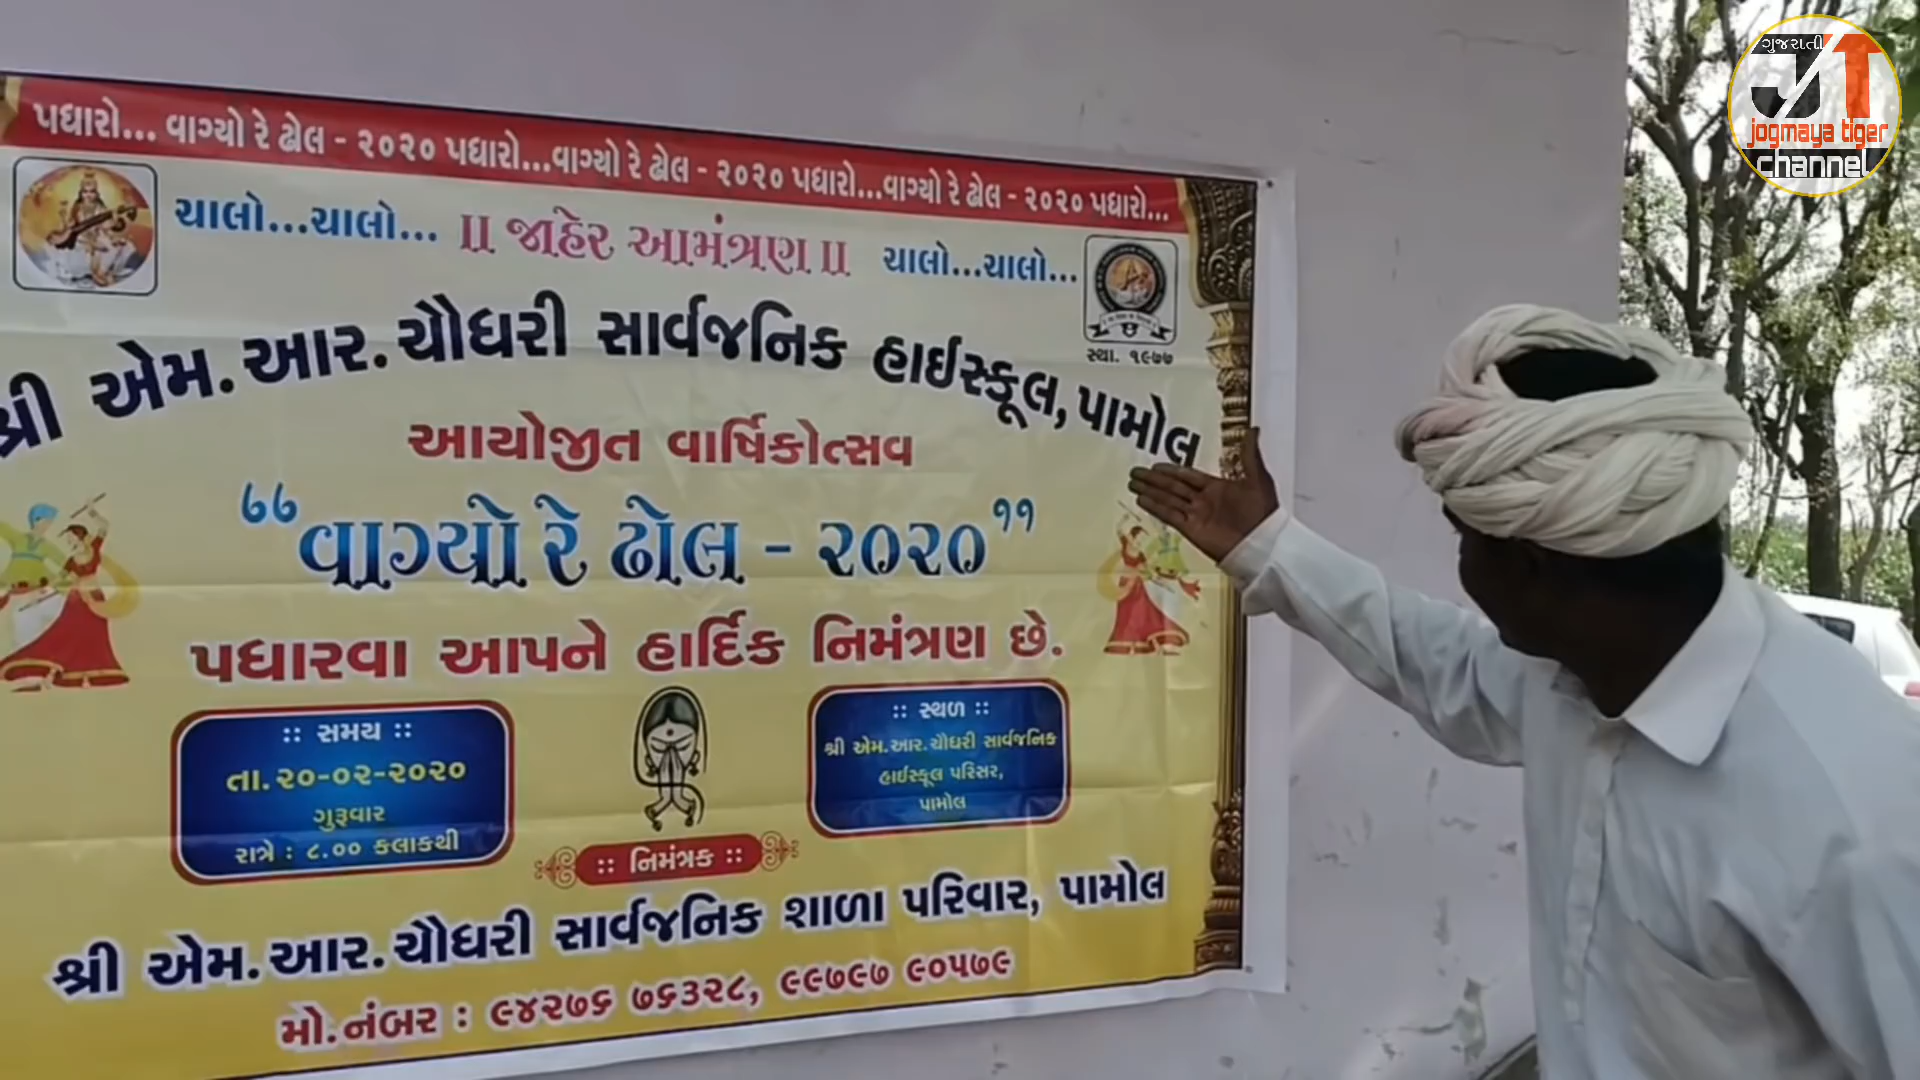 પધારો... વાગ્યો રે ઢોલ - ૨૦૨૦ પધારો...વાગ્યો રે ઢોલ - ૨૦૨૦ પધારો...વાગ્યો રે ઢોલ - ૨૦૨૦ પધારો...
ચાલો...ચાલો... ॥ જાહેર આમંત્રણ ॥ ચાલો...ચાલો...
સ્થા. ૧૯૭૭
શ્રી એમ.આર.ચૌધરી સાર્વજનિક હાઈસ્કૂલ, પામોલ
આયોજીત વાર્ષિકોત્સવ
"વાગ્યો રે ઢોલ - ૨૦૨૦"
પધારવા આપને હાર્દિક નિમંત્રણ છે.
:: સમય ::
તા.૨૦-૦૨-૨૦૨૦
ગુરૂવાર
રાત્રે : ૮.૦૦ કલાકથી
:: સ્થળ ::
શ્રી એમ.આર.ચૌધરી સાર્વજનિક
હાઈસ્કૂલ પરિસર,
પામોલ
:: નિમંત્રક ::
શ્રી એમ.આર.ચૌધરી સાર્વજનિક શાળા પરિવાર, પામોલ
મો.નંબર : ૯૪૨૭૬ ૭૬૩૨૮, ૯૯૭૯૭ ૯૦૫૭૯
ગુજરાતી
JT
jogmaya tiger
channel